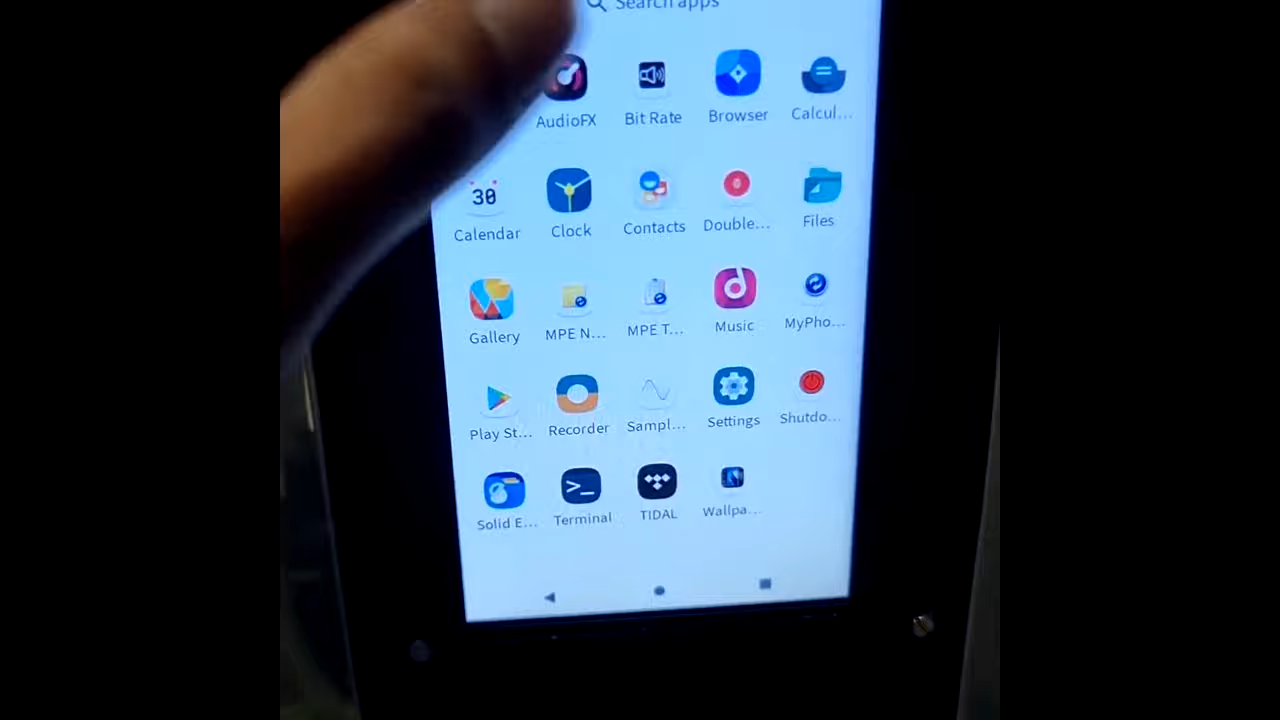 Search apps
AudioFX Bit Rate Browser Calcul...
30
Calendar Clock Contacts Double... Files
Gallery MPE N... MPE T... Music MyPho...
Play St... Recorder Sampl... Settings Shutdo...
>_
Solid E... Terminal TIDAL Wallpa...